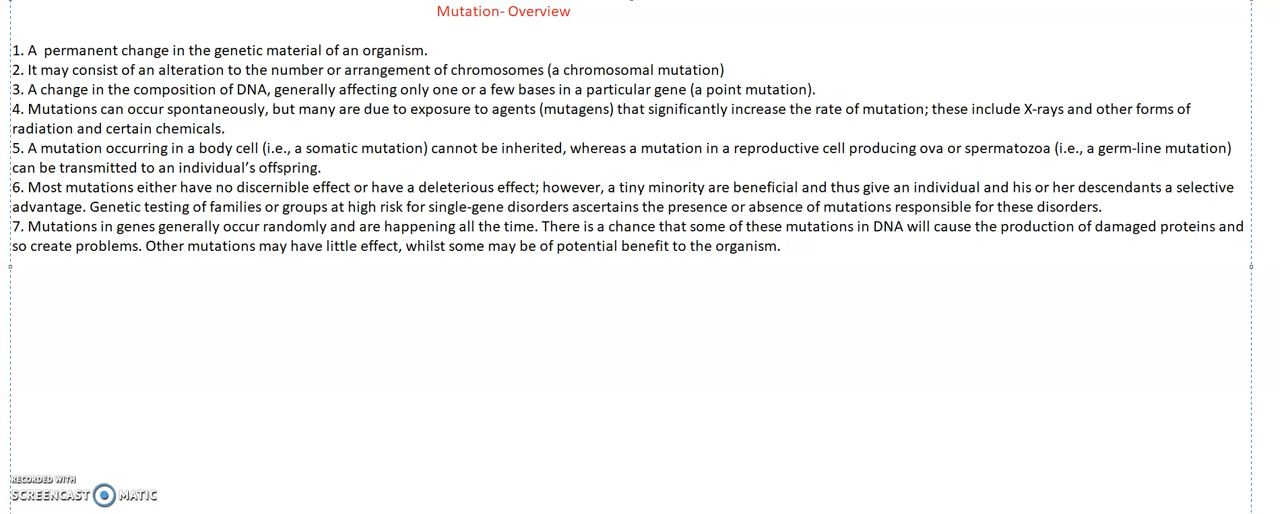 Mutation- Overview
1. A  permanent change in the genetic material of an organism.
2. It may consist of an alteration to the number or arrangement of chromosomes (a chromosomal mutation)
3. A change in the composition of DNA, generally affecting only one or a few bases in a particular gene (a point mutation).
4. Mutations can occur spontaneously, but many are due to exposure to agents (mutagens) that significantly increase the rate of mutation; these include X-rays and other forms of
radiation and certain chemicals.
5. A mutation occurring in a body cell (i.e., a somatic mutation) cannot be inherited, whereas a mutation in a reproductive cell producing ova or spermatozoa (i.e., a germ-line mutation)
can be transmitted to an individual’s offspring.
6. Most mutations either have no discernible effect or have a deleterious effect; however, a tiny minority are beneficial and thus give an individual and his or her descendants a selective
advantage. Genetic testing of families or groups at high risk for single-gene disorders ascertains the presence or absence of mutations responsible for these disorders.
7. Mutations in genes generally occur randomly and are happening all the time. There is a chance that some of these mutations in DNA will cause the production of damaged proteins and
so create problems. Other mutations may have little effect, whilst some may be of potential benefit to the organism.
RECORDED WITH
SCREENCAST MATIC